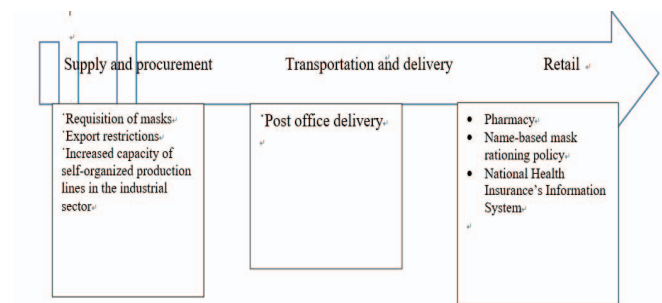 Supply and procurement
Transportation and delivery
Retail
'Requisition of masks
'Export restrictions
'Increased capacity of
self-organized production
lines in the industrial
sector
'Post office delivery
• Pharmacy
• Name-based mask
rationing policy
• National Health
Insurance's Information
System